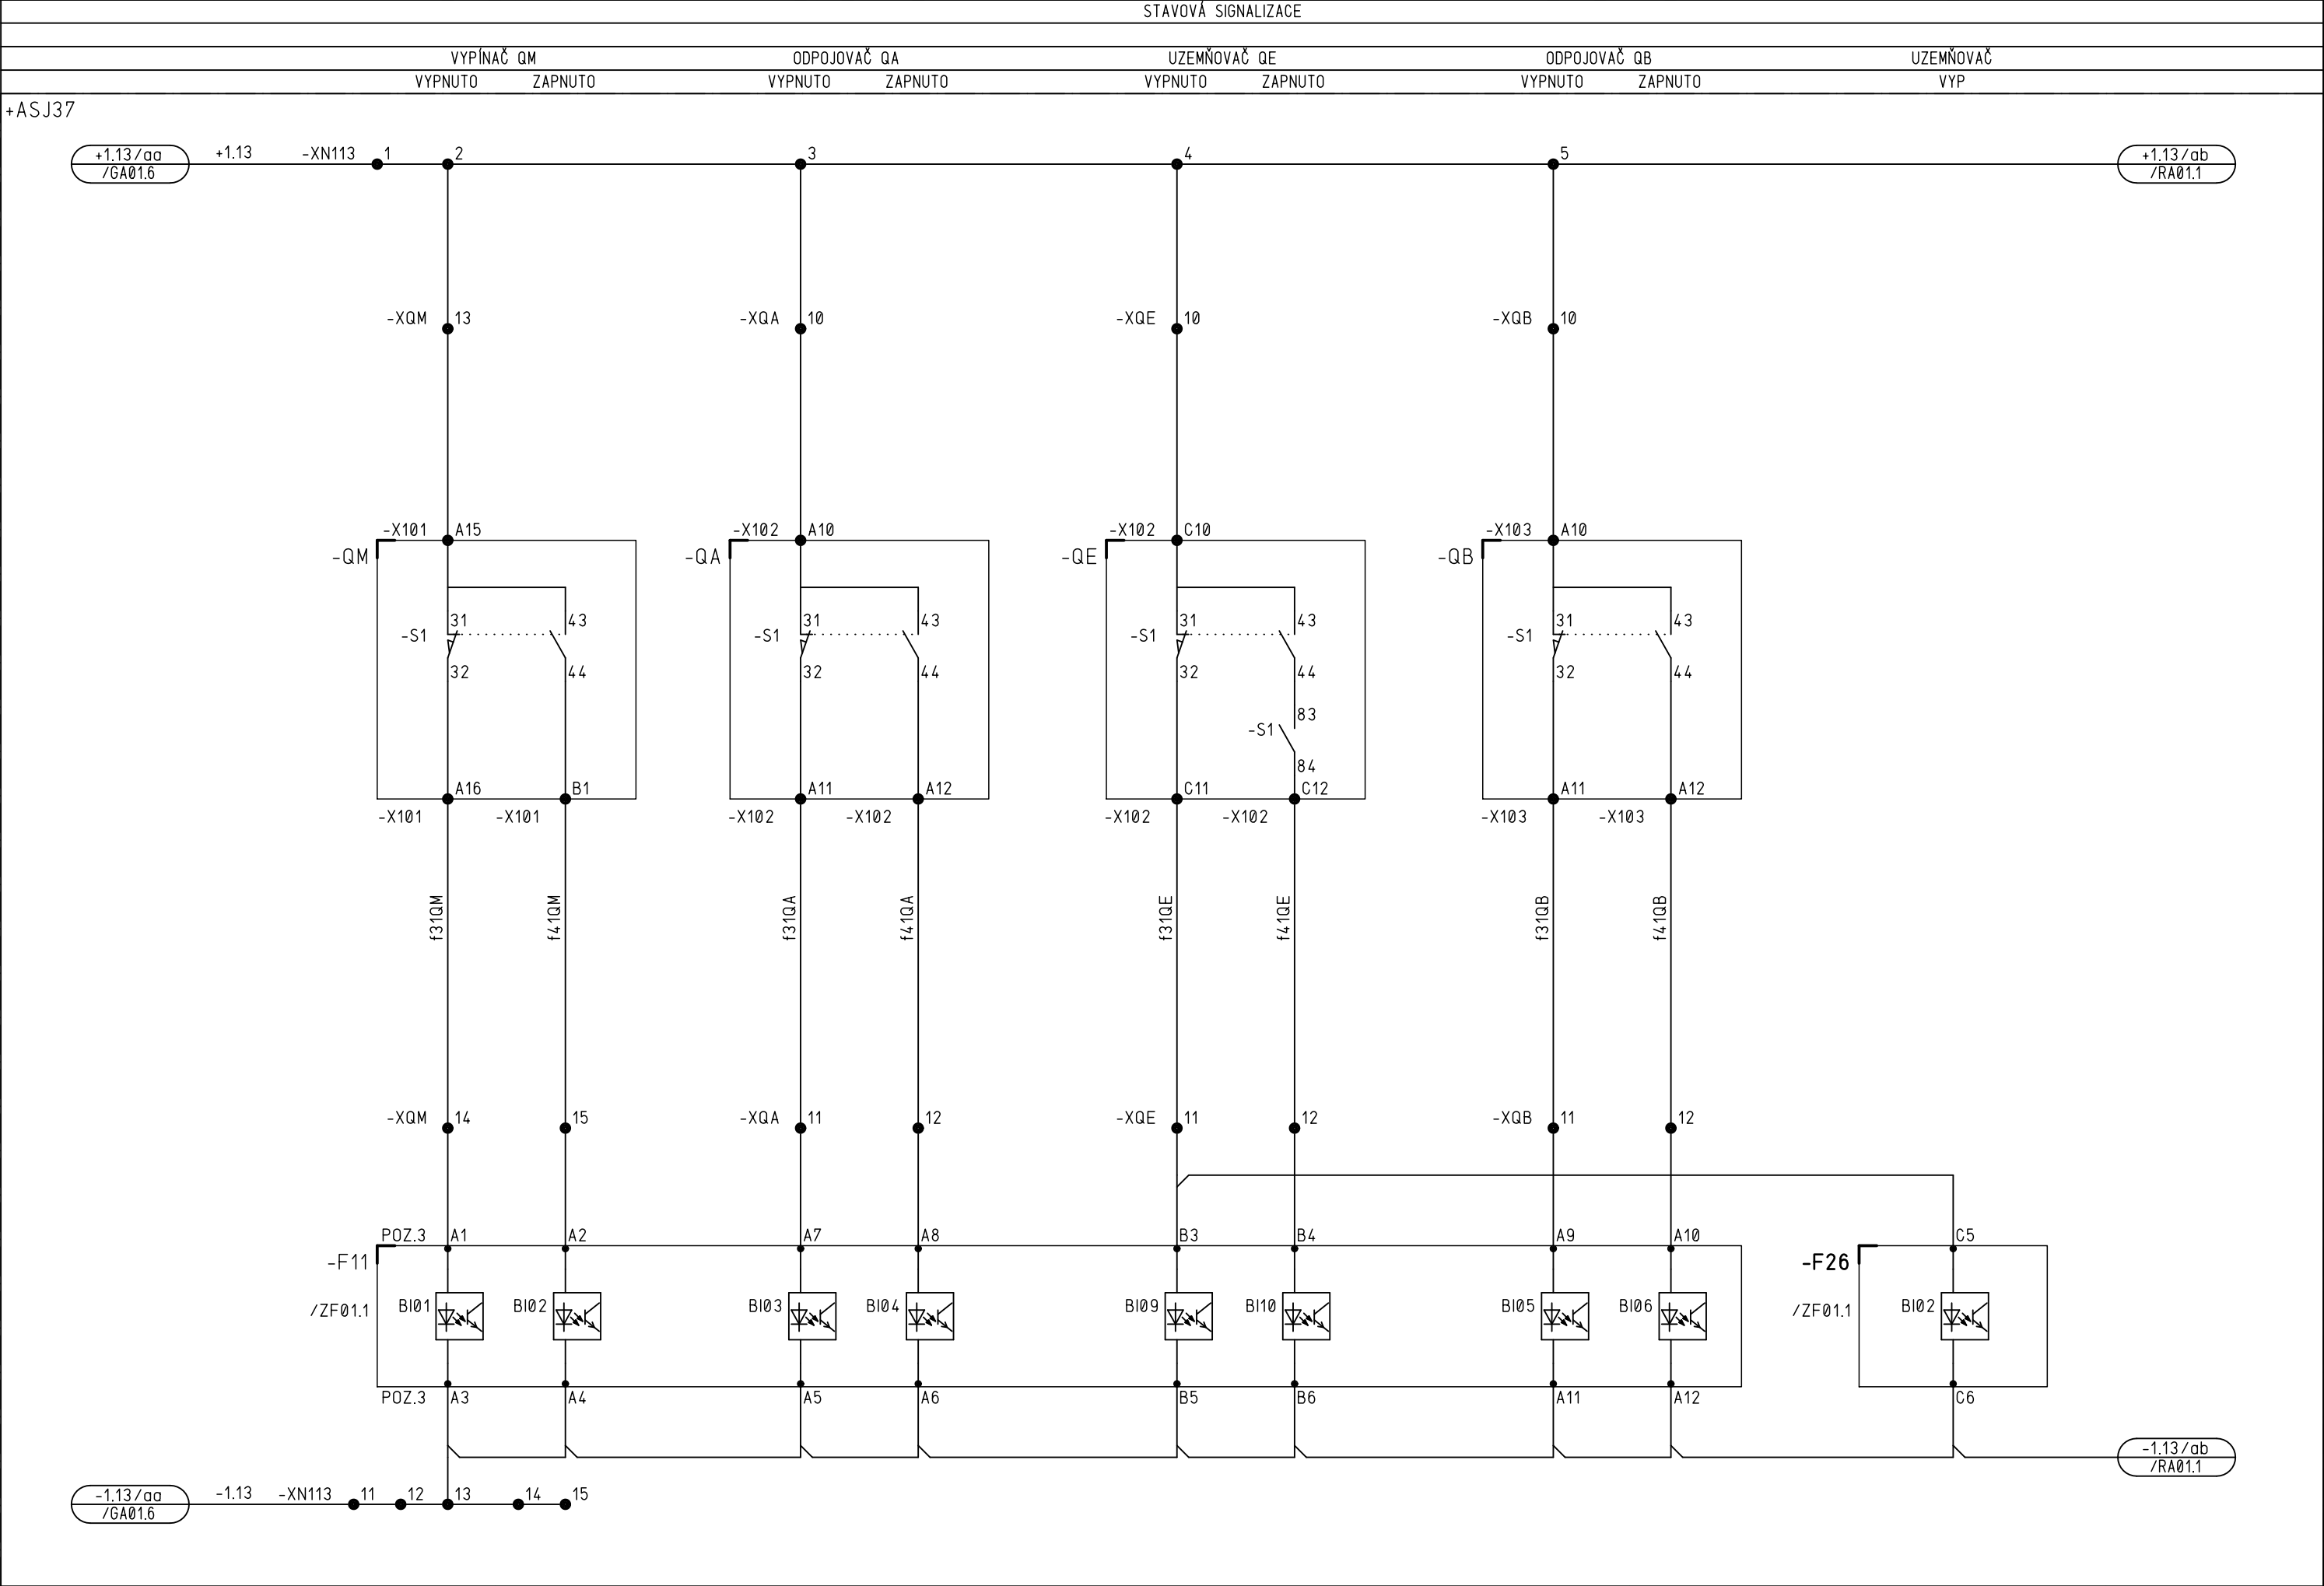 STAVOVÁ SIGNALIZACE
VYPÍNAČ QM ODPOJOVAČ QA UZEMŇOVAČ QE ODPOJOVAČ QB UZEMŇOVAČ
VYPNUTO ZAPNUTO VYPNUTO ZAPNUTO VYPNUTO ZAPNUTO VYPNUTO ZAPNUTO VYP
+ASJ37
+1.13/aa +1.13 -XN113 1 2 3 4 5 +1.13/ab
/GA01.6 /RA01.1
-XQM 13 -XQA 10 -XQE 10 -XQB 10
-X101 A15 -X102 A10 -X102 C10 -X103 A10
-QM -QA -QE -QB
31 43 31 43 31 43 31 43
-S1 -S1 -S1 -S1
32 44 32 44 32 44 32 44
83
-S1
84
A16 B1 A11 A12 C11 C12 A11 A12
-X101 -X101 -X102 -X102 -X102 -X102 -X103 -X103
f31QM f41QM f31QA f41QA f31QE f41QE f31QB f41QB
-XQM 14 15 -XQA 11 12 -XQE 11 12 -XQB 11 12
POZ.3 A1 A2 A7 A8 B3 B4 A9 A10 C5
-F11 -F26
/ZF01.1 BI01 BI02 BI03 BI04 BI09 BI10 BI05 BI06 /ZF01.1 BI02
POZ.3 A3 A4 A5 A6 B5 B6 A11 A12 C6
-1.13/ab
/RA01.1
-1.13/aa -1.13 -XN113 11 12 13 14 15
/GA01.6